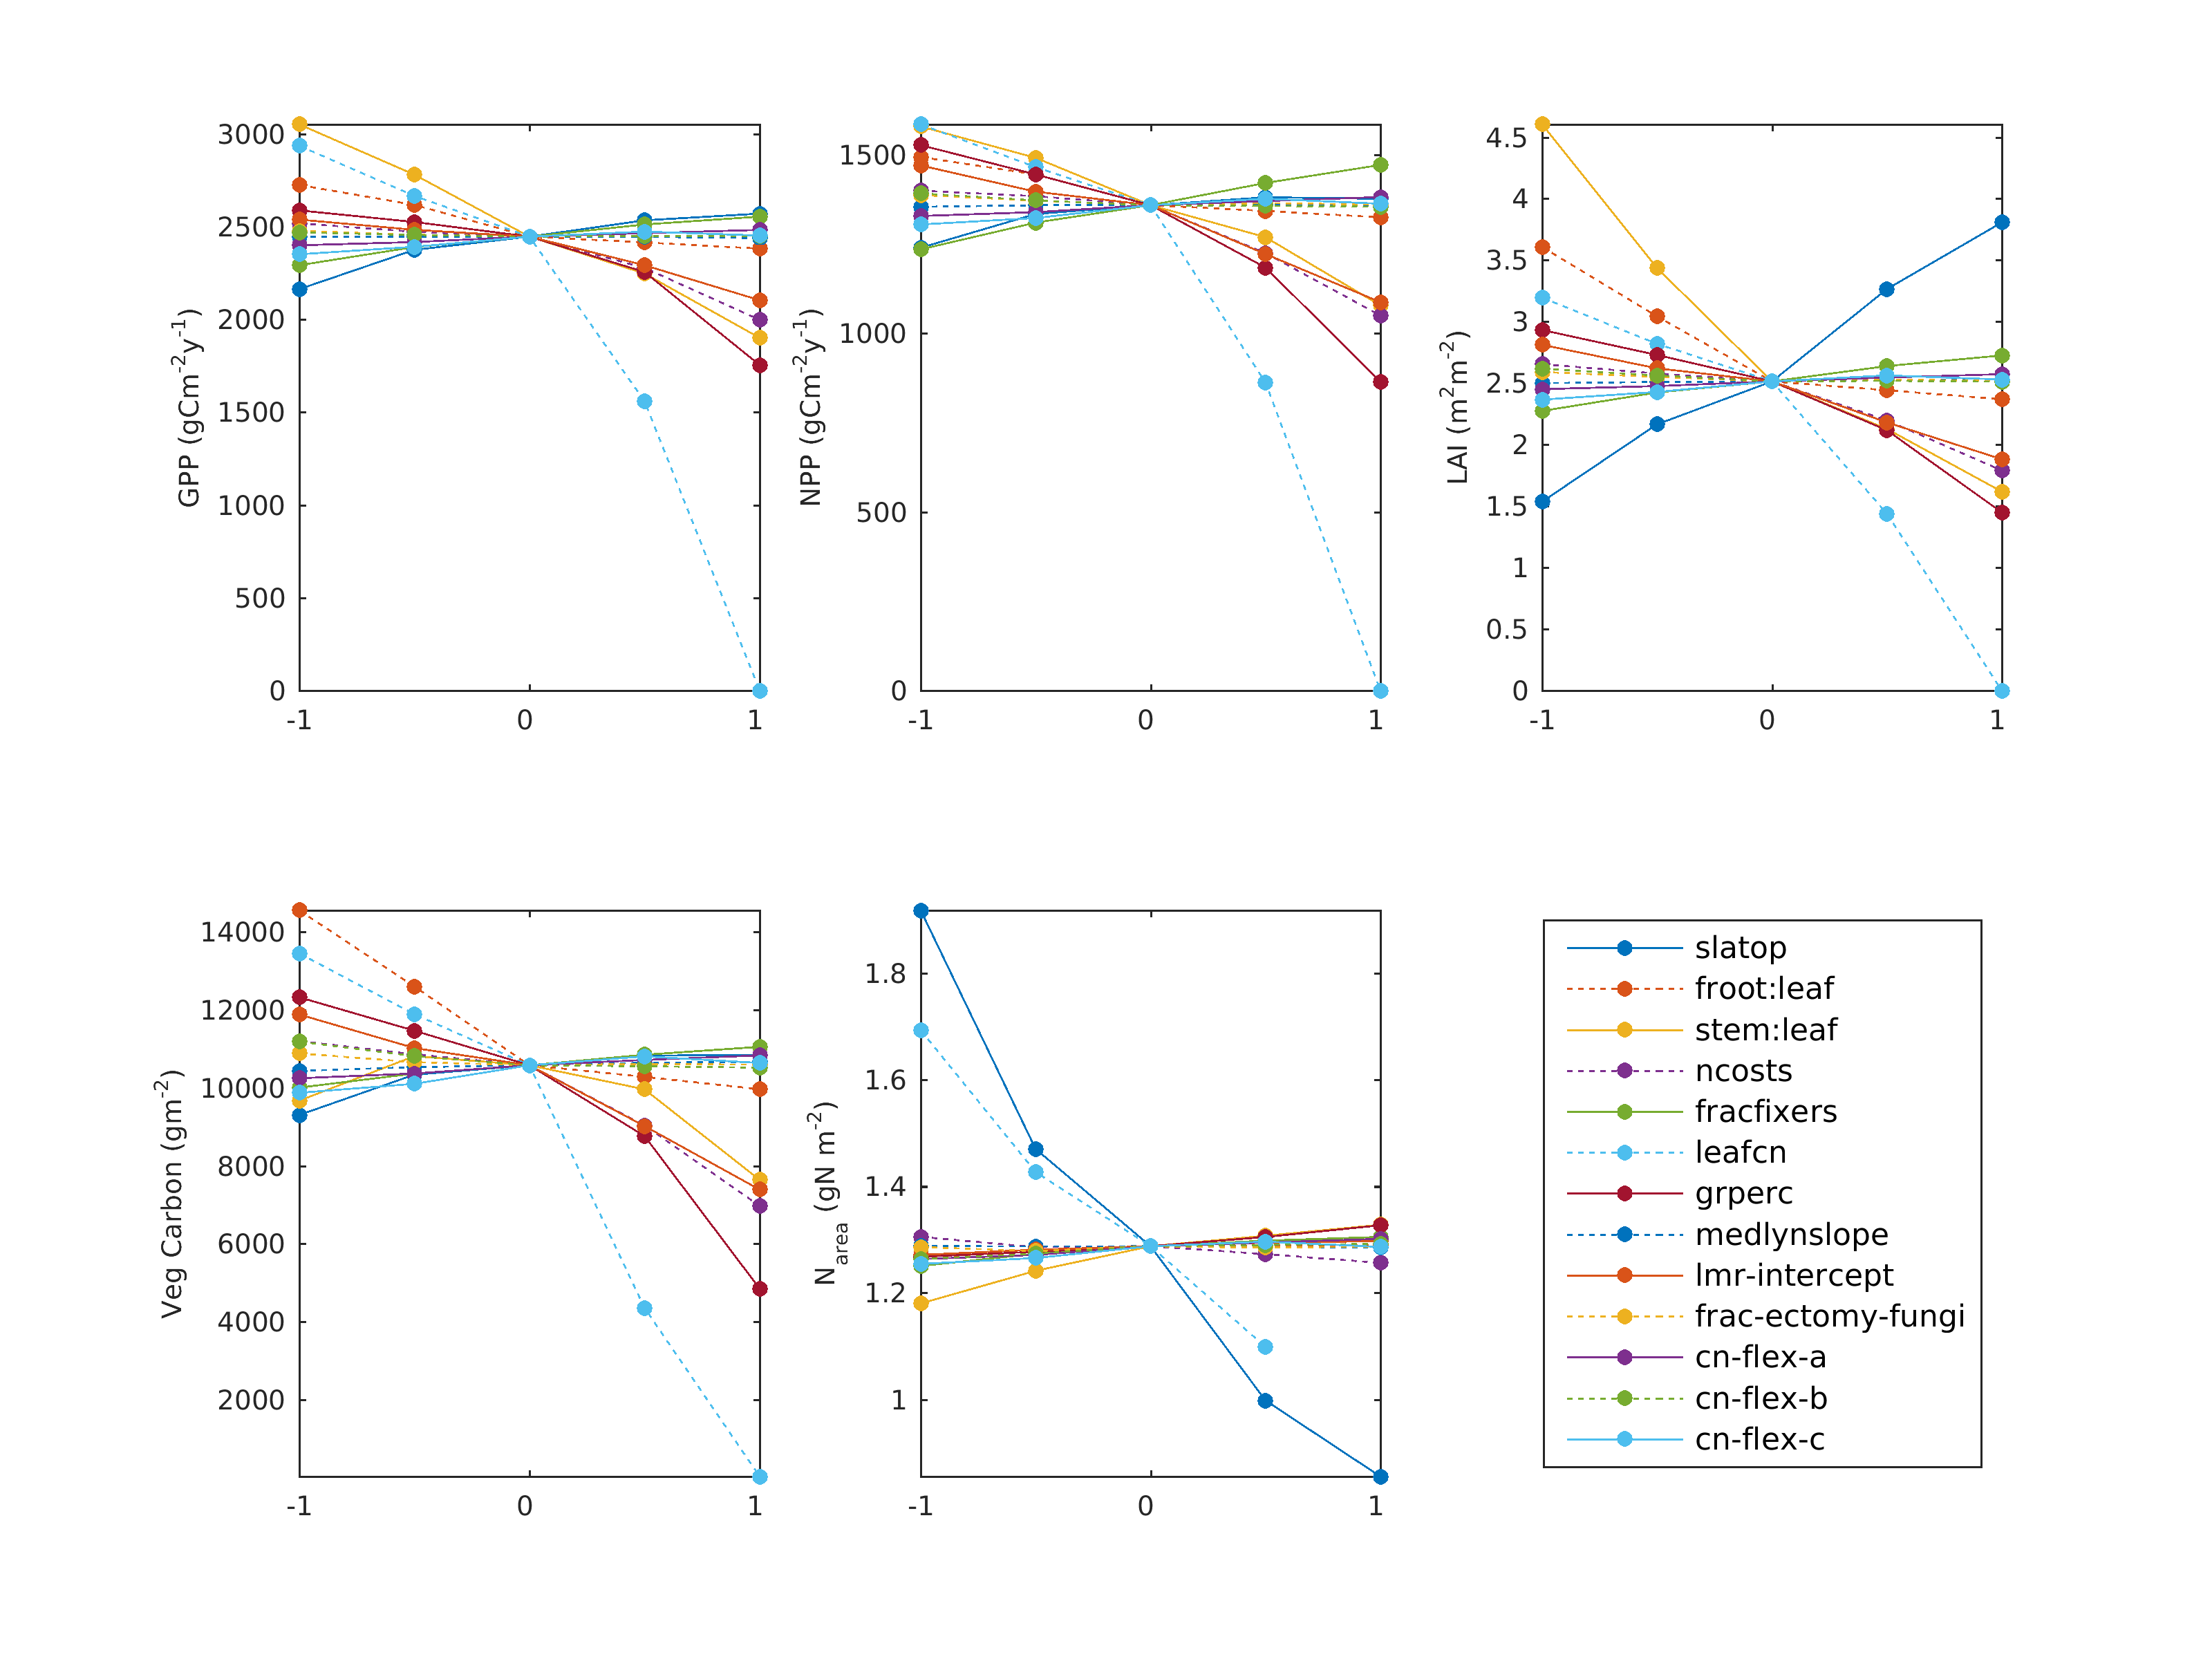 3000
2500
2000
1500
1000
500
0
GPP (gCm-2y-1)
-1 0 1
1500
1000
500
0
NPP (gCm-2y-1)
-1 0 1
4.5
4
3.5
3
2.5
2
1.5
1
0.5
0
LAI (m2m-2)
-1 0 1
14000
12000
10000
8000
6000
4000
2000
Veg Carbon (gm-2)
-1 0 1
1.8
1.6
1.4
1.2
1
Narea (gN m-2)
-1 0 1
slatop
froot:leaf
stem:leaf
ncosts
fracfixers
leafcn
grperc
medlynslope
lmr-intercept
frac-ectomy-fungi
cn-flex-a
cn-flex-b
cn-flex-c